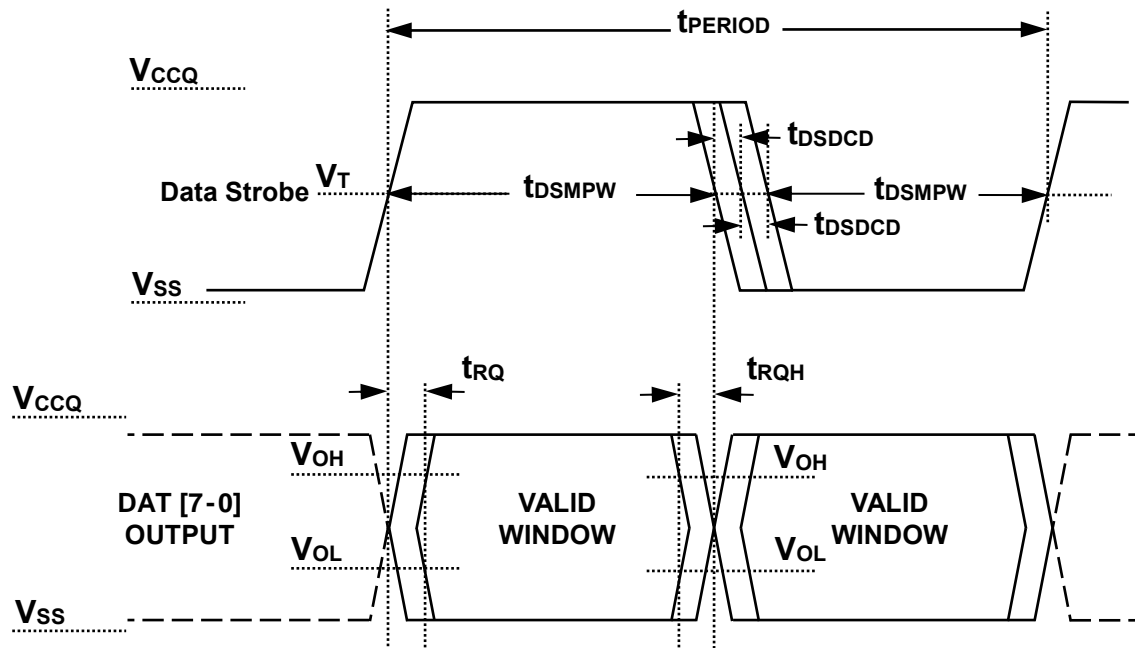 tPERIOD
VCCQ
tDSDCD
Data Strobe VT tDSMPW tDSMPW
tDSDCD
VSS
tRQ tRQH
VCCQ
VOH VOH
DAT [7-0] VALID VALID
OUTPUT WINDOW WINDOW
VOL VOL
VSS